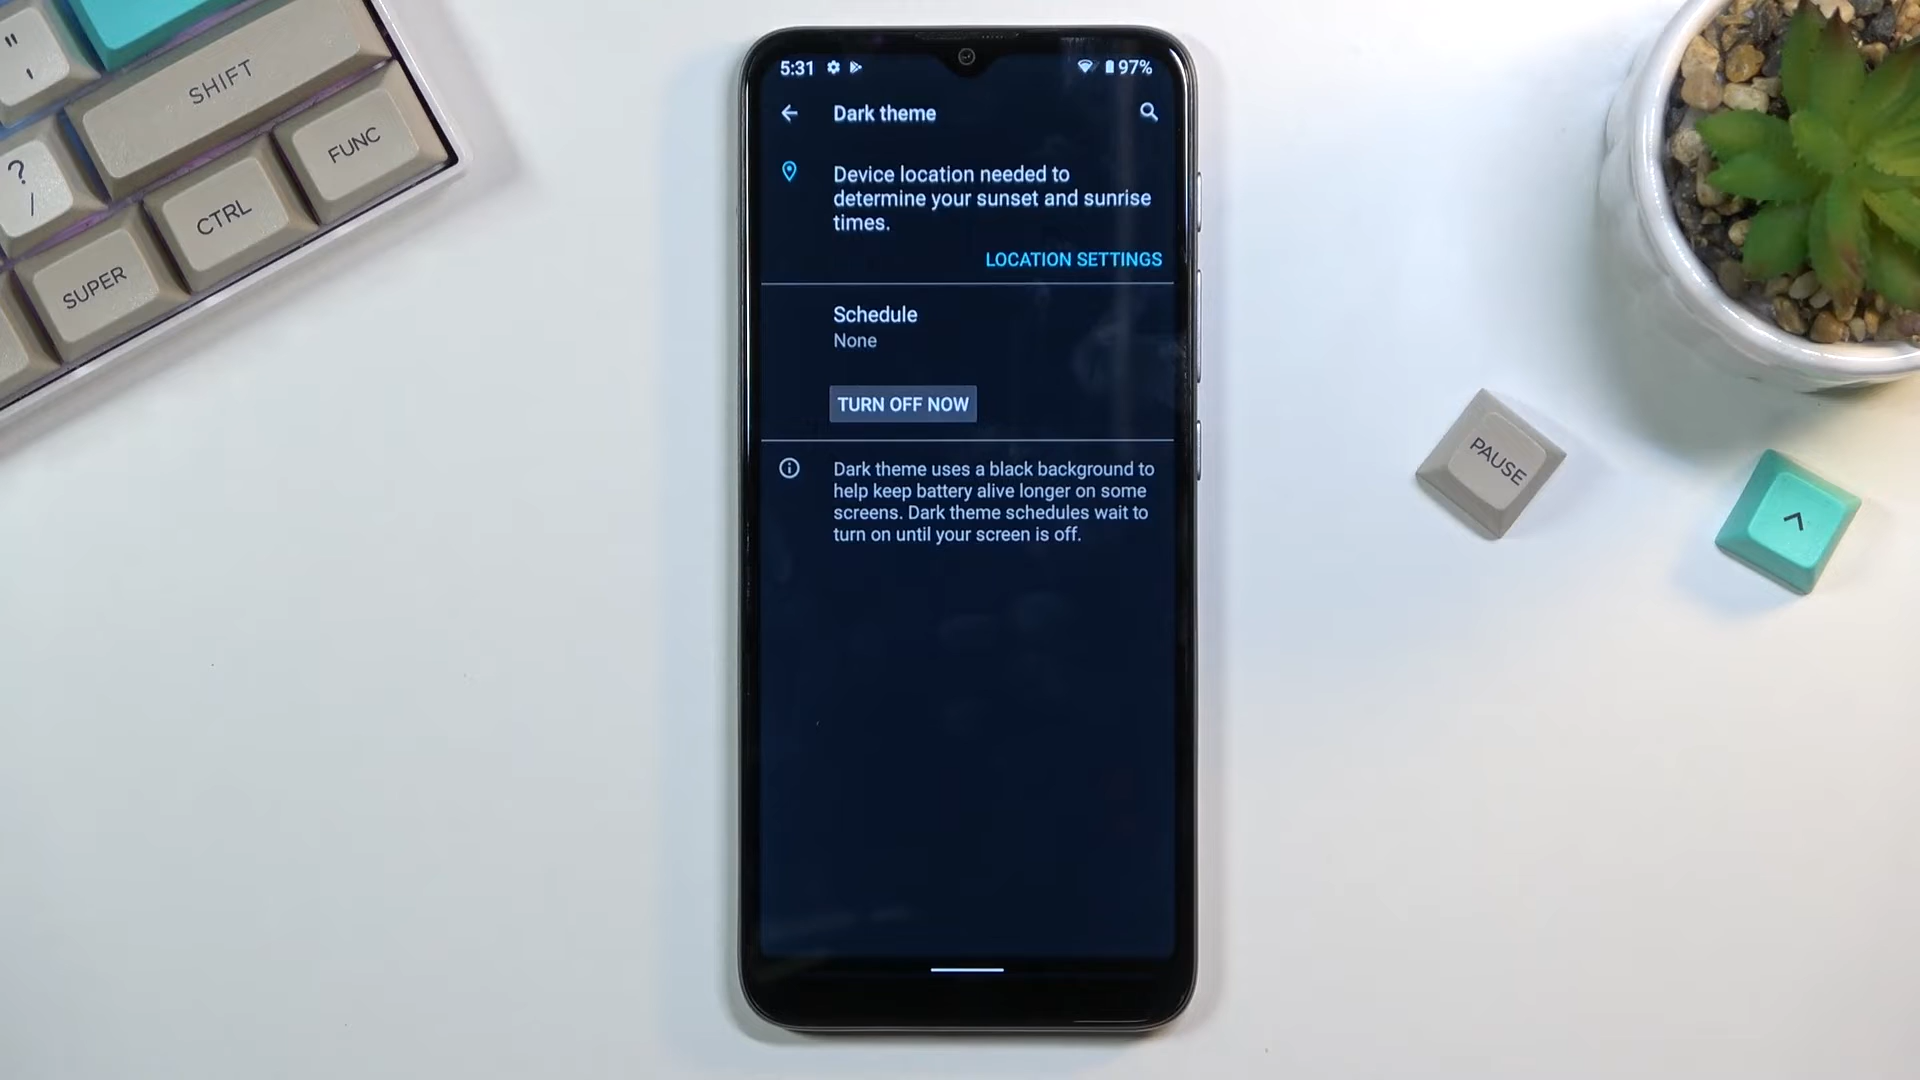 "
'
SHIFT
?
/
CTRL
FUNC
SUPER
5:31
97%
Dark theme
Device location needed to
determine your sunset and sunrise
times.
LOCATION SETTINGS
Schedule
None
TURN OFF NOW
Dark theme uses a black background to
help keep battery alive longer on some
screens. Dark theme schedules wait to
turn on until your screen is off.
PAUSE
^